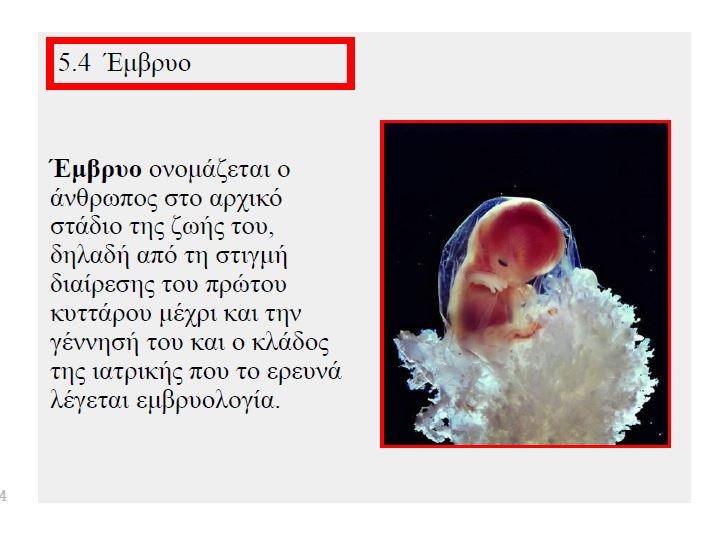 5.4 Έμβρυο
Έμβρυο ονομάζεται ο
άνθρωπος στο αρχικό
στάδιο της ζωής του,
δηλαδή από τη στιγμή
διαίρεσης του πρώτου
κυττάρου μέχρι και την
γέννησή του και ο κλάδος
της ιατρικής που το ερευνά
λέγεται εμβρυολογία.
4